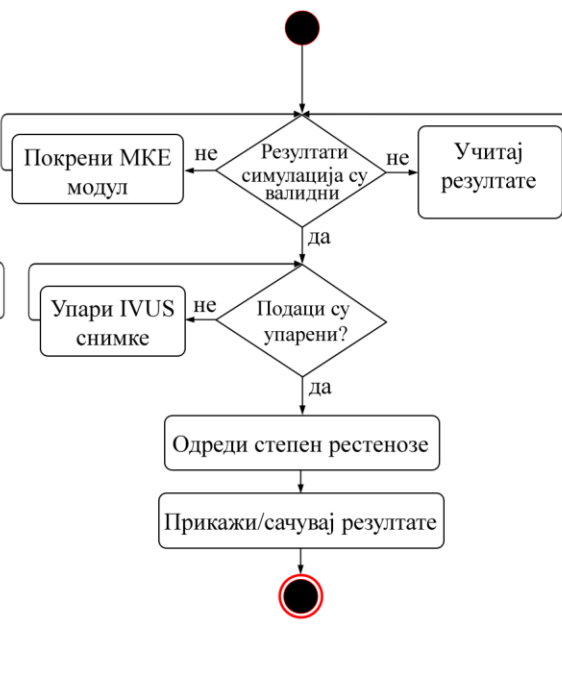 Покрени МКЕ
модул
не
Резултати
симулација су
валидни
не
Учитај
резултате
да
Упари IVUS
снимке
не
Подаци су
упарени?
да
Одреди степен рестенозе
Прикажи/сачувај резултате